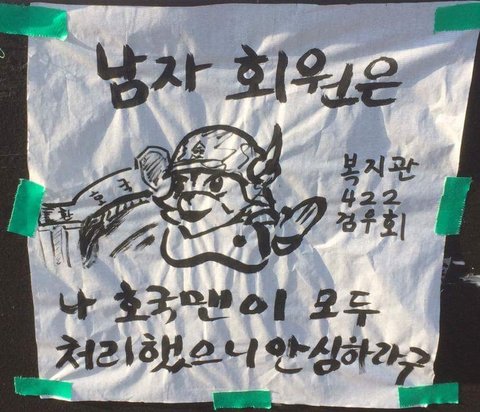 남자 회원은
복지관
422
검우회
호국
나 호국맨이 모두
처리했으니 안심하라구